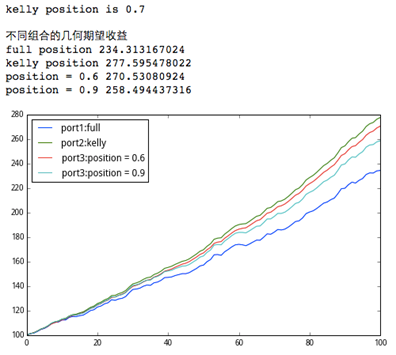 kelly position is 0.7
不同组合的几何期望收益
full position 234.313167024
kelly position 277.595478022
position = 0.6 270.53080924
position = 0.9 258.494437316
280
260
240
220
200
180
160
140
120
100
port1:full
port2:kelly
port3:position = 0.6
port3:position = 0.9
0 20 40 60 80 100